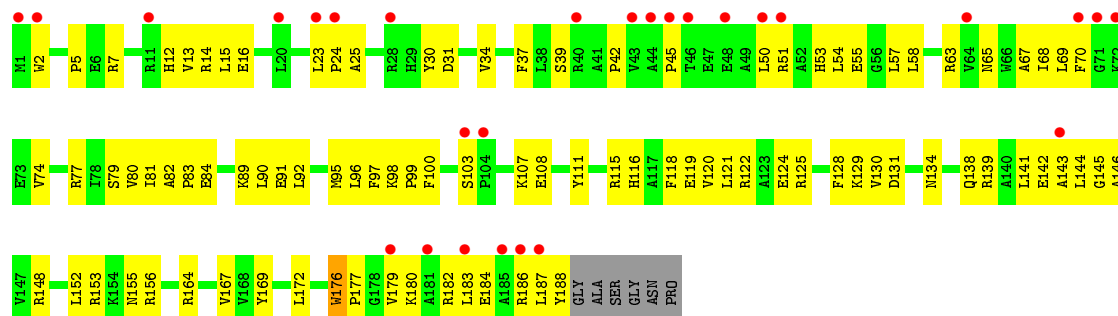 M1 W2 P5 E6 R7 R11 H12 V13 R14 L15 E16 L20 L23 P24 A25 R28 H29 Y30 D31 V34 F37 L38 S39 R40 A41 P42 V43 A44 P45 T46 E47 E48 A49 L50 R51 A52 H53 L54 E55 G56 L57 L58 R63 V64 N65 W66 A67 I68 L69 F70 G71 K72
E73 V74 R77 I78 S79 V80 I81 A82 P83 E84 K89 L90 E91 L92 M95 L96 F97 K98 P99 F100 S103 P104 K107 E108 Y111 R115 H116 A117 F118 E119 V120 L121 R122 A123 E124 R125 F128 K129 V130 D131 N134 Q138 R139 A140 L141 E142 A143 L144 G145 A146
V147 R148 L152 R153 K154 N155 R156 R164 V167 V168 Y169 L172 W176 P177 G178 V179 K180 A181 R182 L183 E184 A185 R186 L187 Y188 GLY ALA SER GLY ASN PRO